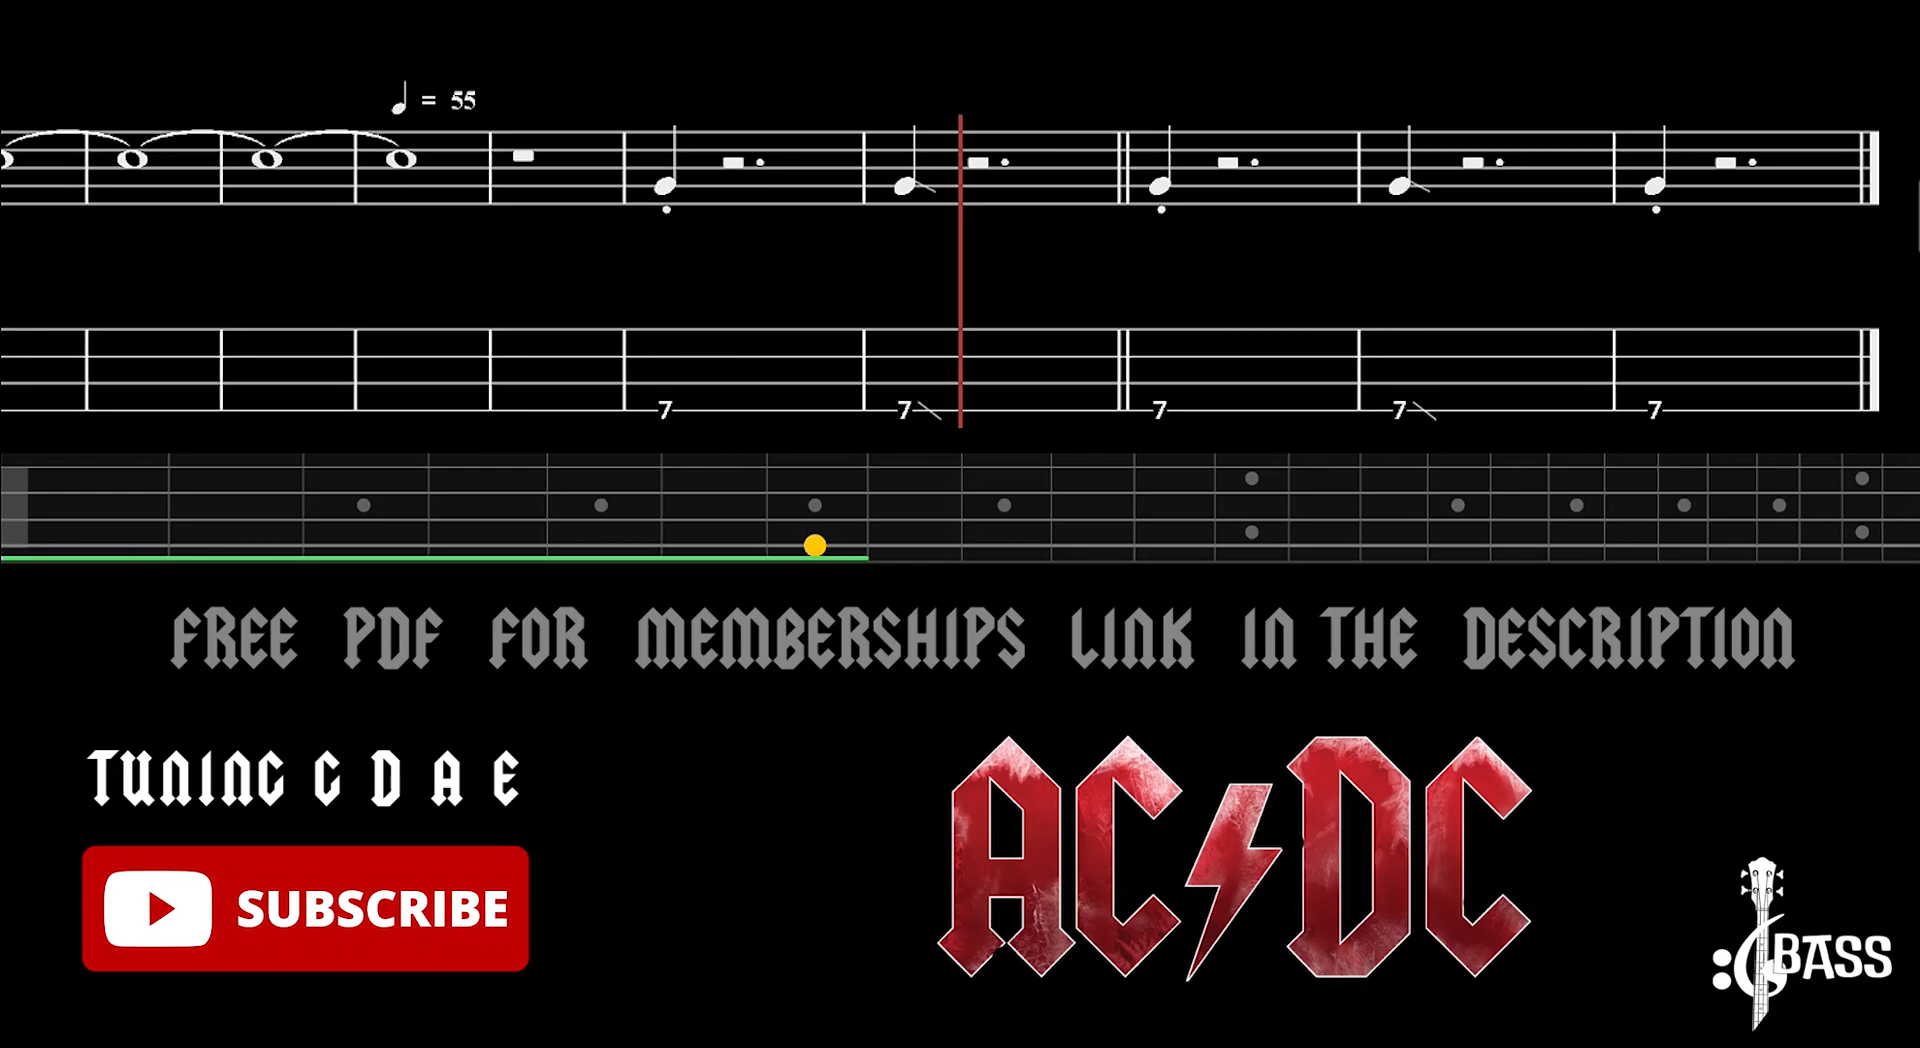 = 55
7 7 7 7 7
FREE PDF FOR MEMBERSHIPS LINK IN THE DESCRIPTION
TUNING G D A E
SUBSCRIBE
AC DC
BASS